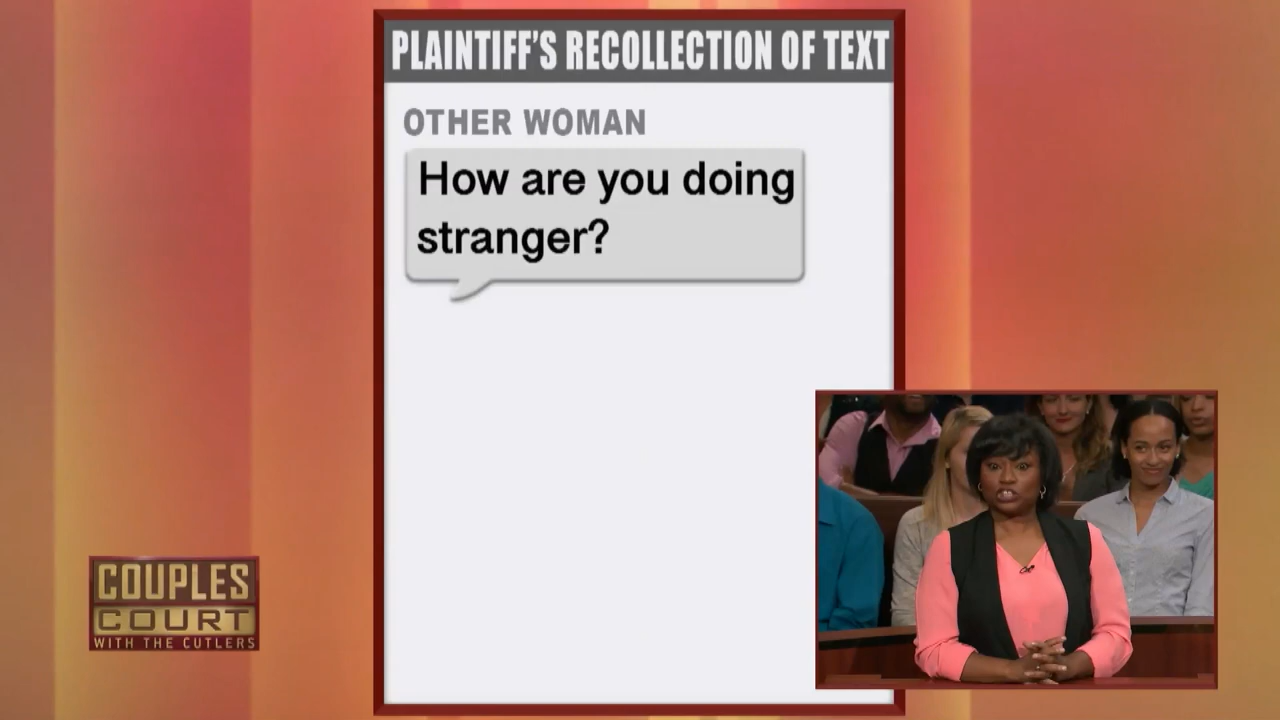 PLAINTIFF'S RECOLLECTION OF TEXT
OTHER WOMAN
How are you doing
stranger?
COUPLES
COURT
WITH THE CUTLERS